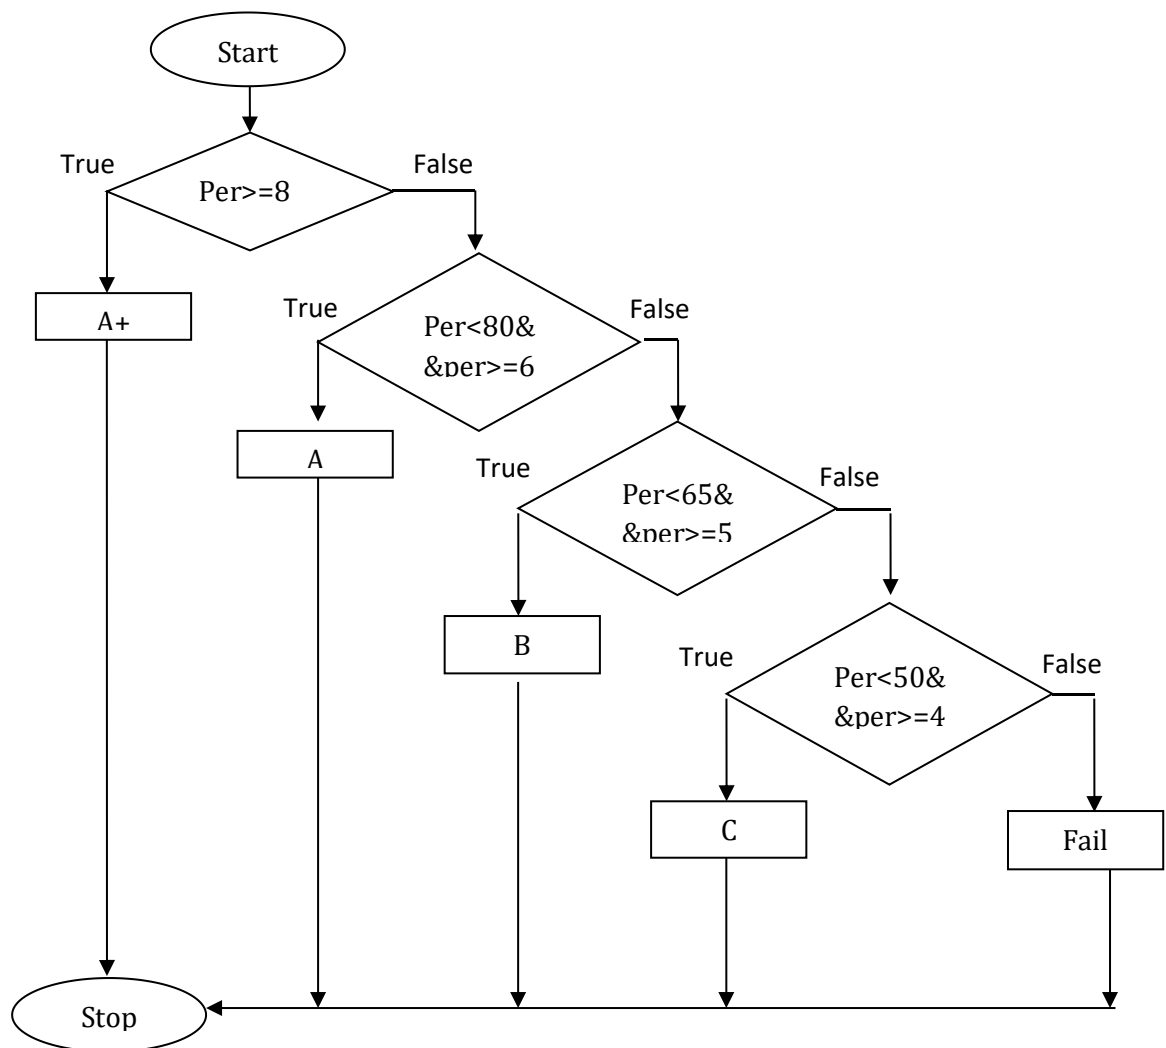 Start
True
False
Per>=8
True
False
A+
Per<80&
&per>=6
A
True
False
Per<65&
&per>=5
B
True
False
Per<50&
&per>=4
C
Fail
Stop